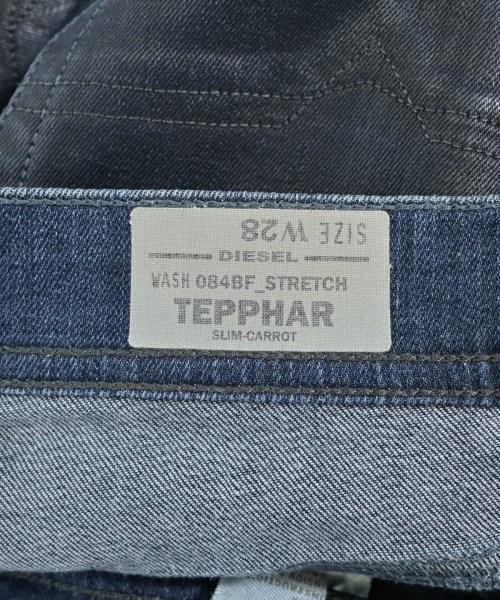 SIZE W28
DIESEL
WASH 084BF_STRETCH
TEPPHAR
SLIM-CARROT